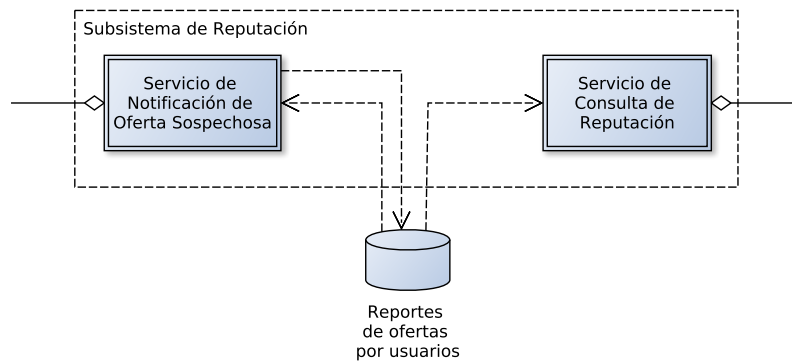 Subsistema de Reputación
Servicio de
Notificación de
Oferta Sospechosa
Servicio de
Consulta de
Reputación
Reportes
de ofertas
por usuarios